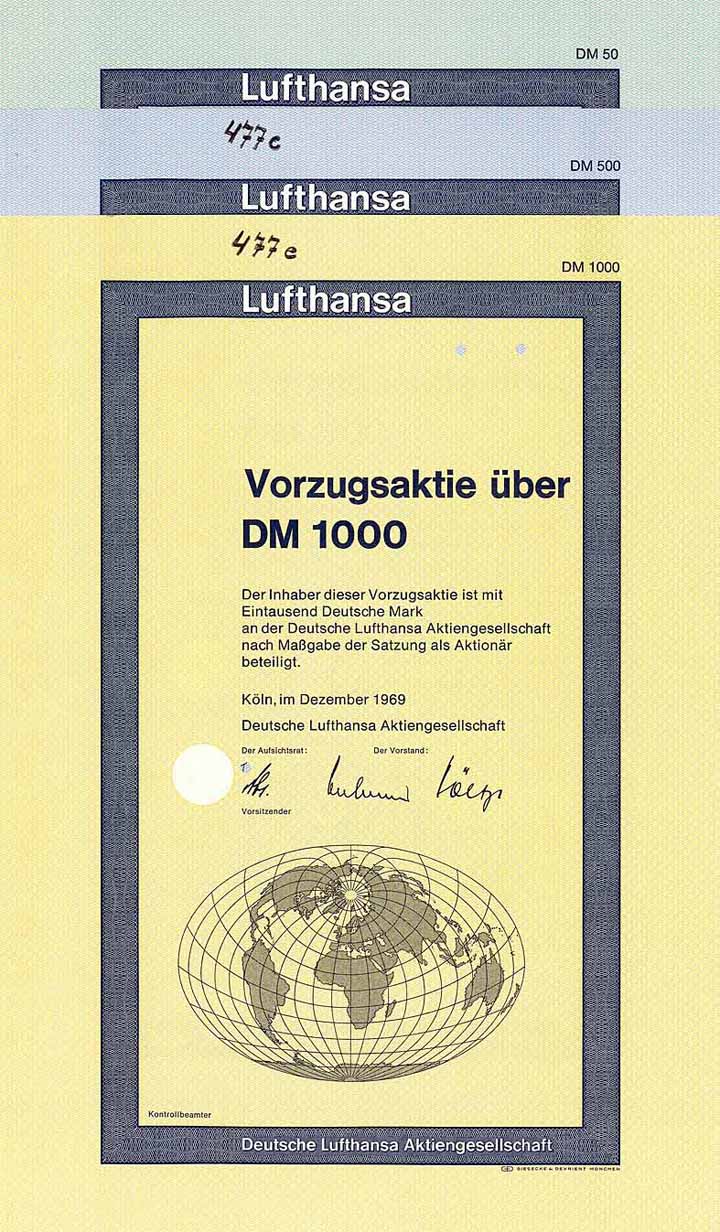 DM 50
Lufthansa
477c
DM 500
Lufthansa
477e
DM 1000
Lufthansa
Vorzugsaktie über
DM 1000
Der Inhaber dieser Vorzugsaktie ist mit
Eintausend Deutsche Mark
an der Deutsche Lufthansa Aktiengesellschaft
nach Maßgabe der Satzung als Aktionär
beteiligt.
Köln, im Dezember 1969
Deutsche Lufthansa Aktiengesellschaft
Der Aufsichtsrat: Der Vorstand:
Vorsitzender
Kontrollbeamter
Deutsche Lufthansa Aktiengesellschaft
GIESECKE & DEVRIENT MÜNCHEN